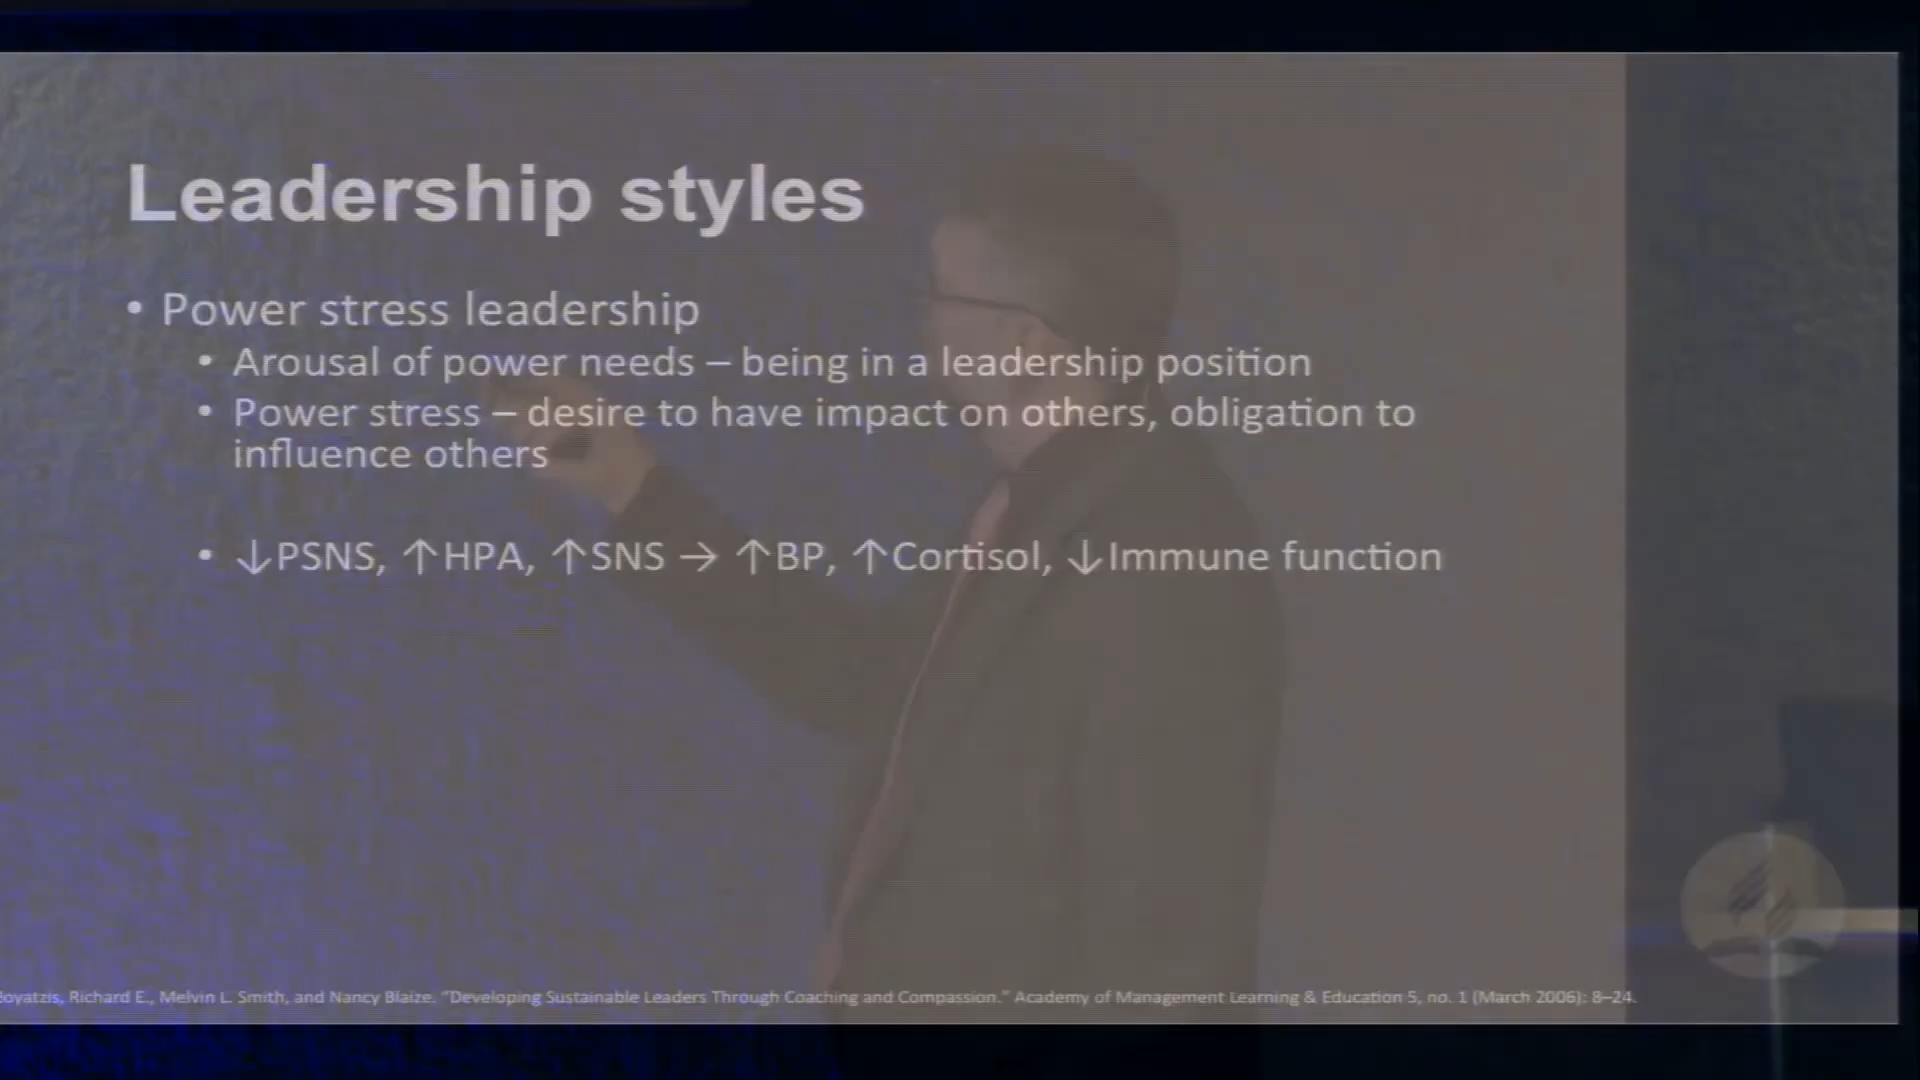 Leadership styles
• Power stress leadership
• Arousal of power needs – being in a leadership position
• Power stress – desire to have impact on others, obligation to
influence others
• ↓PSNS, ↑HPA, ↑SNS → ↑BP, ↑Cortisol, ↓Immune function
oyatzis, Richard E., Melvin L. Smith, and Nancy Blaize. "Developing Sustainable Leaders Through Coaching and Compassion." Academy of Management Learning & Education 5, no. 1 (March 2006): 8–24.